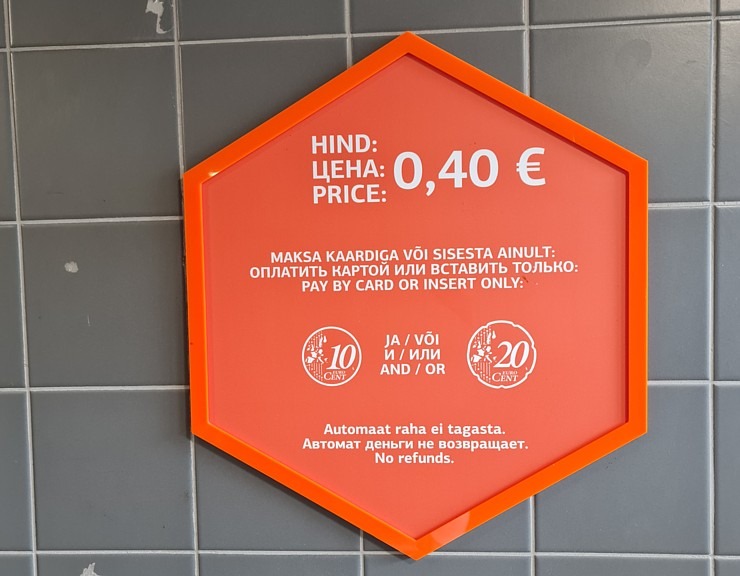 HIND:
ЦЕНА:
PRICE:
0,40 €
MAKSA KAARDIGA VÕI SISESTA AINULT:
ОПЛАТИТЬ КАРТОЙ ИЛИ ВСТАВИТЬ ТОЛЬКО:
PAY BY CARD OR INSERT ONLY:
10
EURO
CENT
JA / VÕI
И / ИЛИ
AND / OR
20
EURO
CENT
Automaat raha ei tagasta.
Автомат деньги не возвращает.
No refunds.